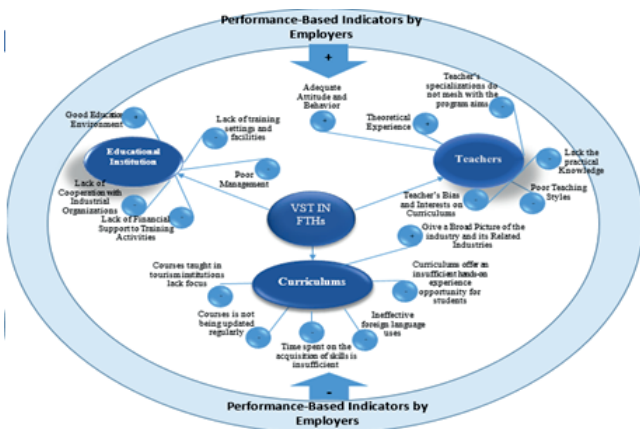 Performance-Based Indicators by
Employers
+
Adequate Attitude and
Behavior
Teacher's
specializations do
not mesh with the
program aims
Good Education
Environment
Lack of training
settings and
facilities
Theoretical
Experience
Educational
Institution
Teachers
Lack the
practical
Knowledge
Poor
Management
Lack of
Cooperation with
Industrial
Organizations
Lack of Financial
Support to Training
Activities
VST IN
FTHs
Teacher's Bias
and Interests on
Curriculums
Poor Teaching
Styles
Give a Broad Picture of the
industry and its Related
Industries
Courses taught in
tourism institutions
lack focus
Curriculums
Curriculums offer an
insufficient hands-on
experience
opportunity for
students
Courses is not
being updated
regularly
Time spent on the
acquisition of skills is
insufficient
Ineffective
foreign language
uses
-
Performance-Based Indicators by
Employers